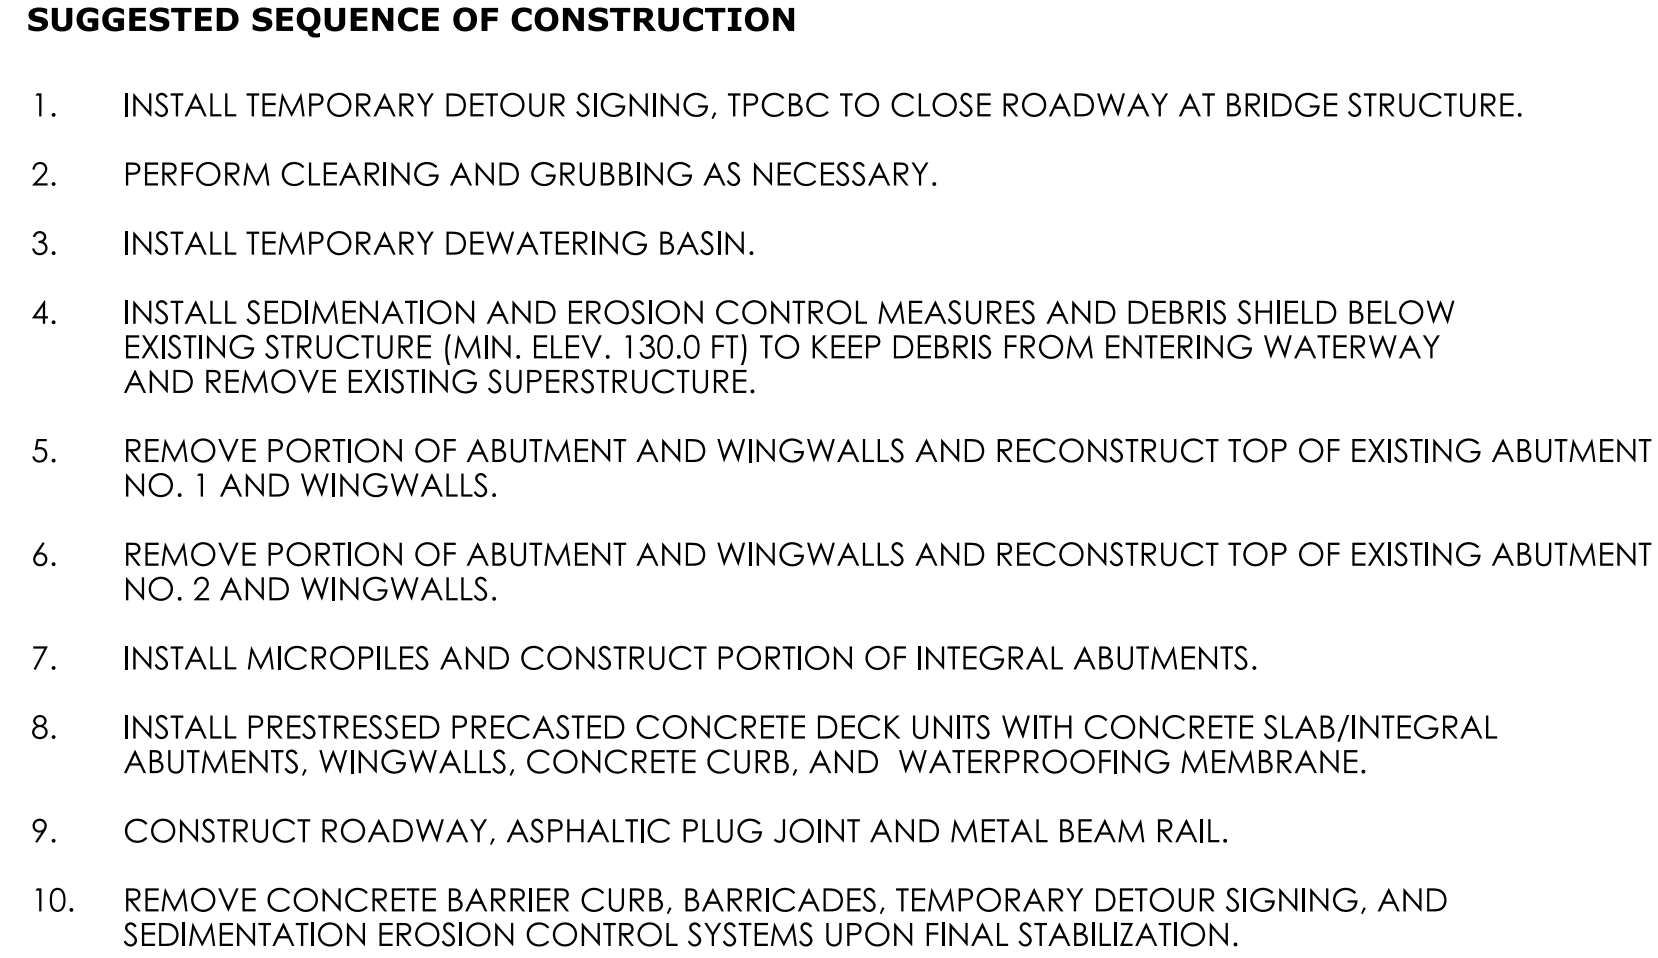 SUGGESTED SEQUENCE OF CONSTRUCTION
1. INSTALL TEMPORARY DETOUR SIGNING, TPCBC TO CLOSE ROADWAY AT BRIDGE STRUCTURE.
2. PERFORM CLEARING AND GRUBBING AS NECESSARY.
3. INSTALL TEMPORARY DEWATERING BASIN.
4. INSTALL SEDIMENATION AND EROSION CONTROL MEASURES AND DEBRIS SHIELD BELOW
EXISTING STRUCTURE (MIN. ELEV. 130.0 FT) TO KEEP DEBRIS FROM ENTERING WATERWAY
AND REMOVE EXISTING SUPERSTRUCTURE.
5. REMOVE PORTION OF ABUTMENT AND WINGWALLS AND RECONSTRUCT TOP OF EXISTING ABUTMENT
NO. 1 AND WINGWALLS.
6. REMOVE PORTION OF ABUTMENT AND WINGWALLS AND RECONSTRUCT TOP OF EXISTING ABUTMENT
NO. 2 AND WINGWALLS.
7. INSTALL MICROPILES AND CONSTRUCT PORTION OF INTEGRAL ABUTMENTS.
8. INSTALL PRESTRESSED PRECASTED CONCRETE DECK UNITS WITH CONCRETE SLAB/INTEGRAL
ABUTMENTS, WINGWALLS, CONCRETE CURB, AND WATERPROOFING MEMBRANE.
9. CONSTRUCT ROADWAY, ASPHALTIC PLUG JOINT AND METAL BEAM RAIL.
10. REMOVE CONCRETE BARRIER CURB, BARRICADES, TEMPORARY DETOUR SIGNING, AND
SEDIMENTATION EROSION CONTROL SYSTEMS UPON FINAL STABILIZATION.